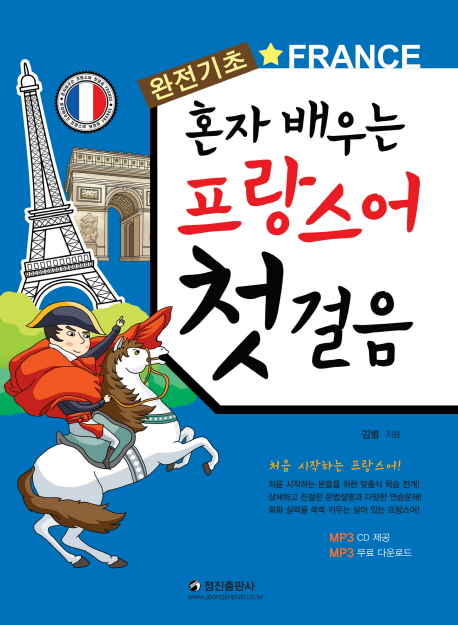 완전기초
FRANCE
혼자 배우는
프랑스어
첫걸음
김별 지음
처음 시작하는 프랑스어!
처음 시작하는 분들을 위한 맞춤식 학습 전개!
상세하고 친절한 문법설명과 다양한 연습문제!
회화 실력을 쑥쑥 키우는 살아 있는 프랑스어!
MP3 CD 제공
MP3 무료 다운로드
정진출판사
www.jeongjinpub.co.kr